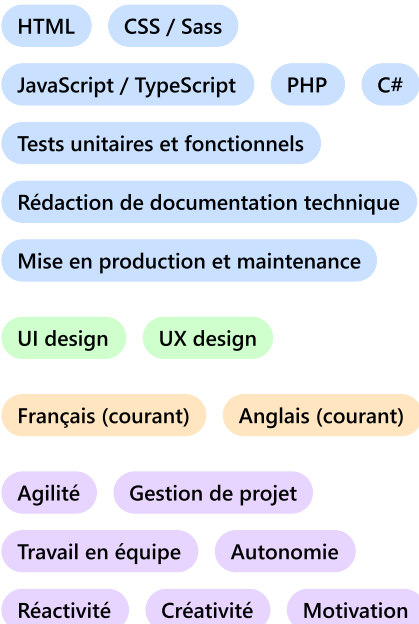 HTML CSS / Sass
JavaScript / TypeScript PHP C#
Tests unitaires et fonctionnels
Rédaction de documentation technique
Mise en production et maintenance
UI design UX design
Français (courant) Anglais (courant)
Agilité Gestion de projet
Travail en équipe Autonomie
Réactivité Créativité Motivation